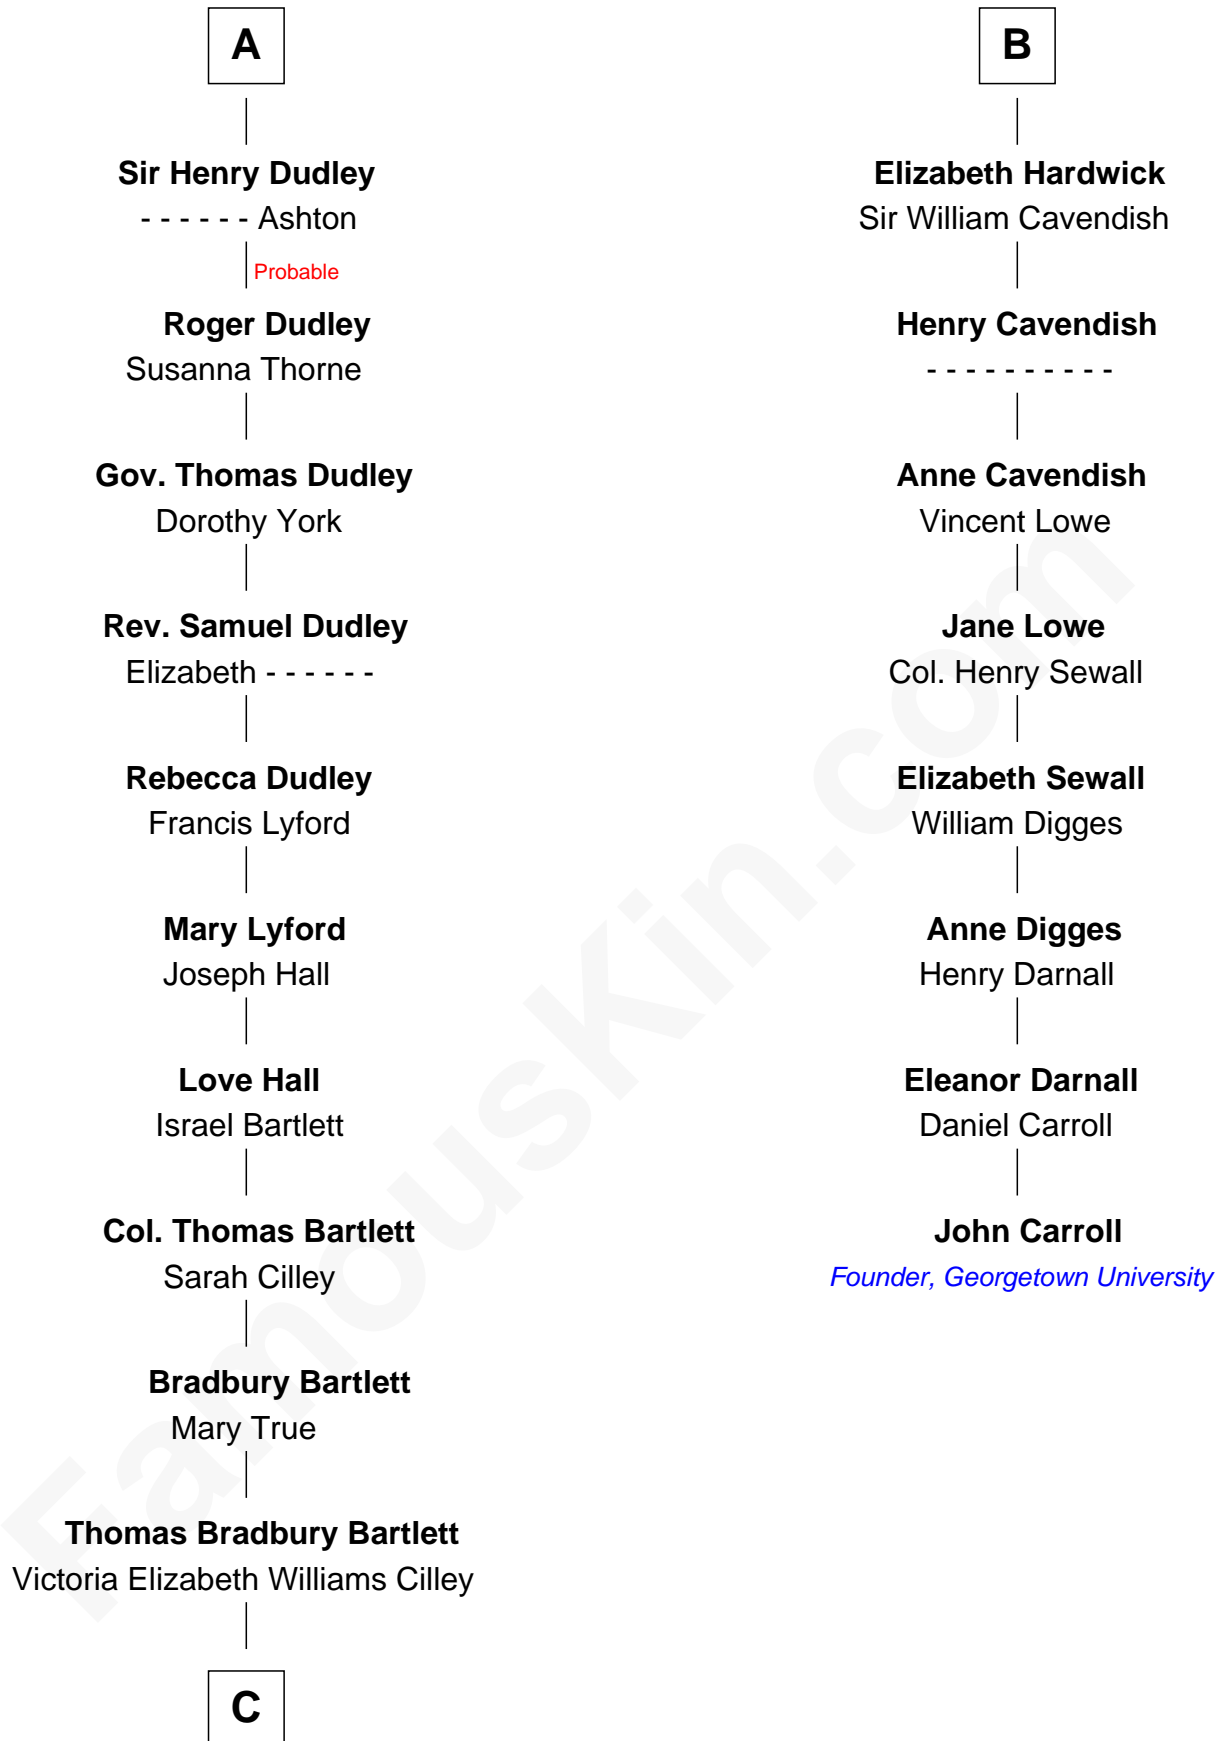 A
Sir Henry Dudley
- - - - - - Ashton
Probable
Roger Dudley
Susanna Thorne
Gov. Thomas Dudley
Dorothy York
Rev. Samuel Dudley
Elizabeth - - - - - -
Rebecca Dudley
Francis Lyford
Mary Lyford
Joseph Hall
Love Hall
Israel Bartlett
Col. Thomas Bartlett
Sarah Cilley
Bradbury Bartlett
Mary True
Thomas Bradbury Bartlett
Victoria Elizabeth Williams Cilley
C
B
Elizabeth Hardwick
Sir William Cavendish
Henry Cavendish
- - - - - - - - - -
Anne Cavendish
Vincent Lowe
Jane Lowe
Col. Henry Sewall
Elizabeth Sewall
William Digges
Anne Digges
Henry Darnall
Eleanor Darnall
Daniel Carroll
John Carroll
Founder, Georgetown University
FamousKin.com